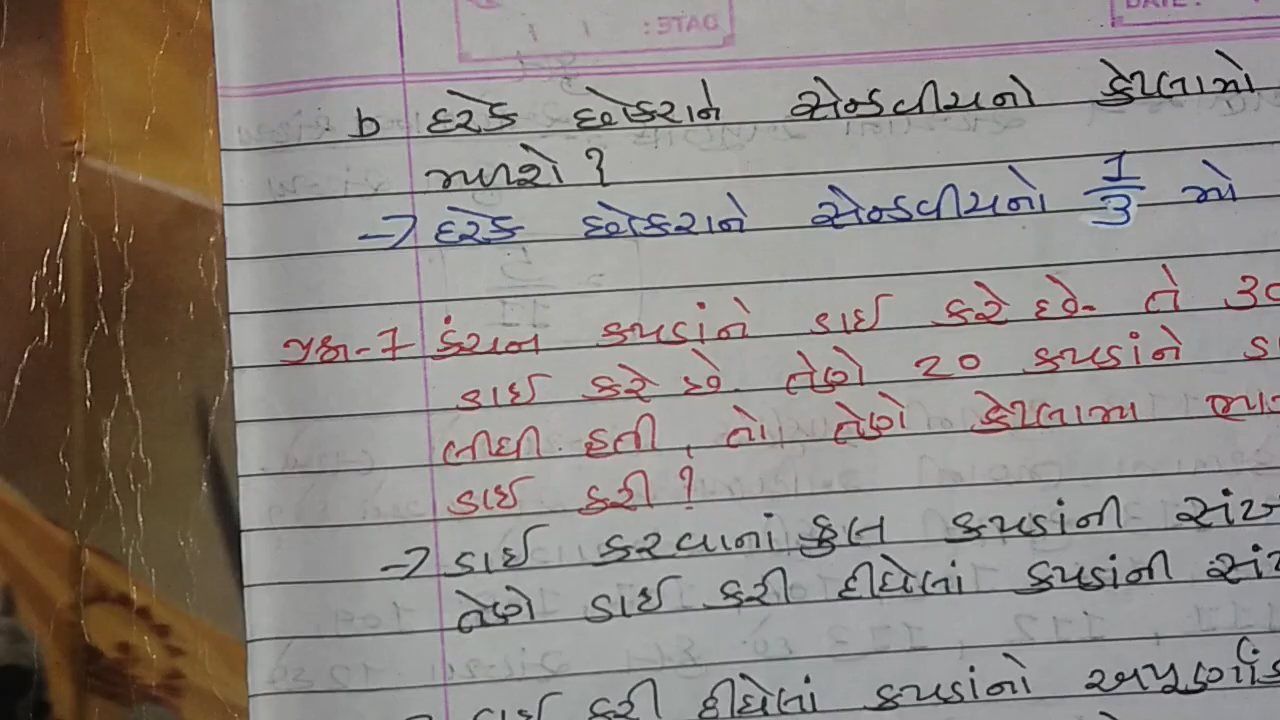 DATE:
b દરેક છોકરાને સેન્ડવીચનો કેટલામો
મળશે ?
→ દરેક છોકરાને સેન્ડવીચનો 1/3 મો
પ્રશ્ન-7 કંચન કપડાંને ડાઈ કરે છે. તે 30
ડાઈ કરે છે. તેણે 20 કપડાંને ડા
લીધી હતી, તો તેણે કેટલામા ભાગ
ડાઈ કરી ?
→ ડાઈ કરવાનાં કુલ કપડાંની સંખ્
તેણે ડાઈ કરી દીધેલાં કપડાંની સં
ડાઈ કરી દીધેલાં કપડાંનો અપૂર્ણાંક